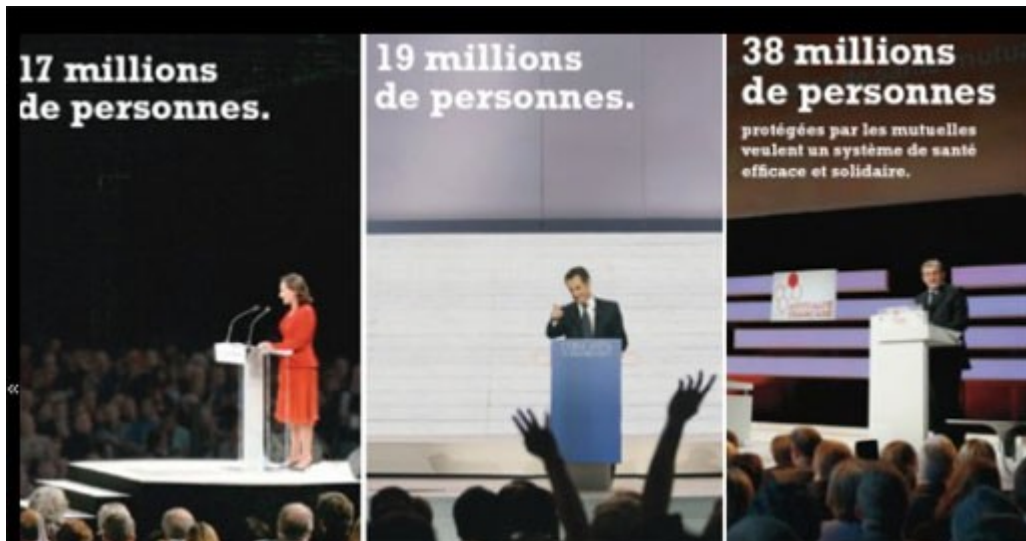 17 millions
de personnes.
19 millions
de personnes.
38 millions
de personnes
protégées par les mutuelles
veulent un système de santé
efficace et solidaire.
«